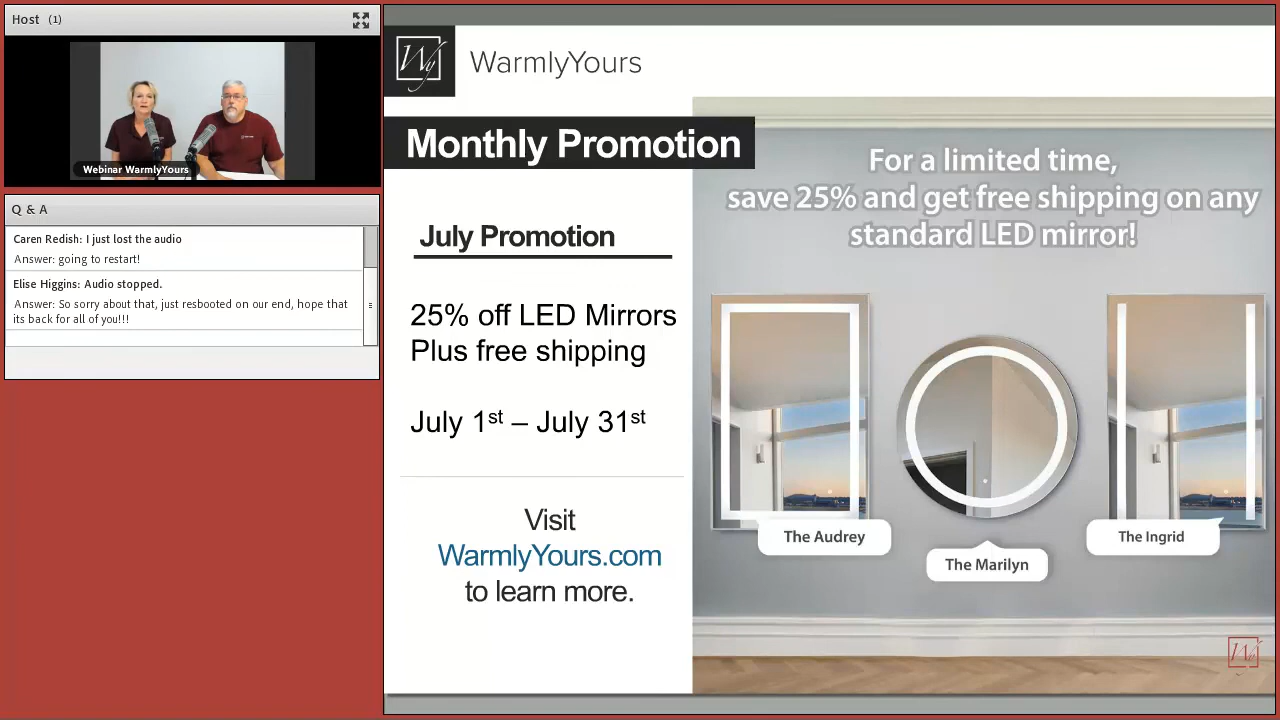 Host (1)
Webinar WarmlyYours
Q & A
Caren Redish: I just lost the audio
Answer: going to restart!
Elise Higgins: Audio stopped.
Answer: So sorry about that, just resbooted on our end, hope that
its back for all of you!!!
Wy WarmlyYours
Monthly Promotion
July Promotion
25% off LED Mirrors
Plus free shipping
July 1st – July 31st
Visit
WarmlyYours.com
to learn more.
For a limited time,
save 25% and get free shipping on any
standard LED mirror!
The Audrey
The Marilyn
The Ingrid
Wy